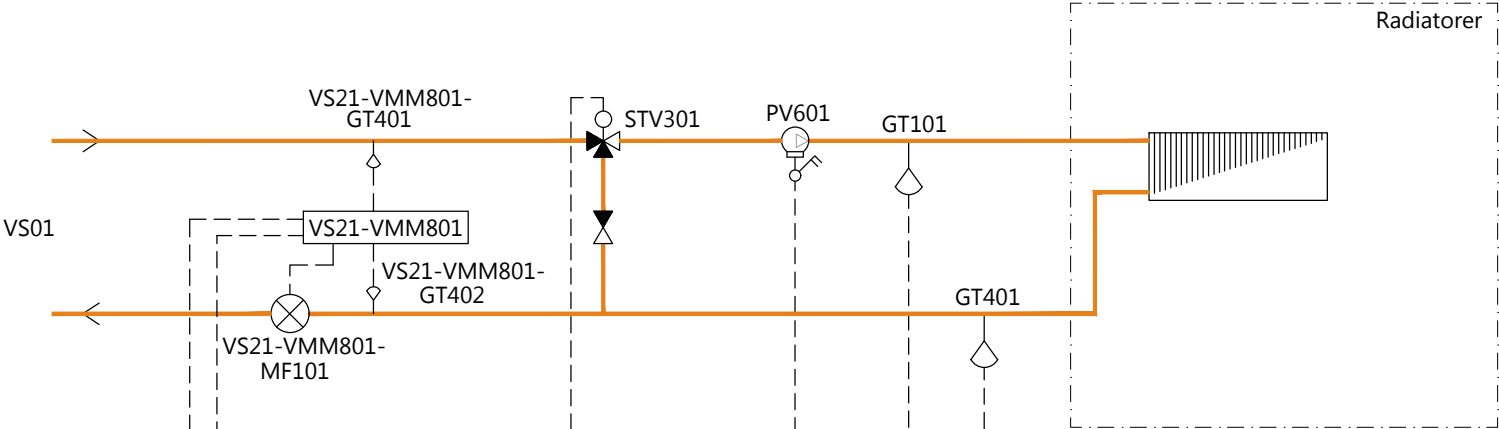 Radiatorer
VS21-VMM801-
GT401
STV301
PV601
GT101
VS01
VS21-VMM801
VS21-VMM801-
GT402
GT401
VS21-VMM801-
MF101